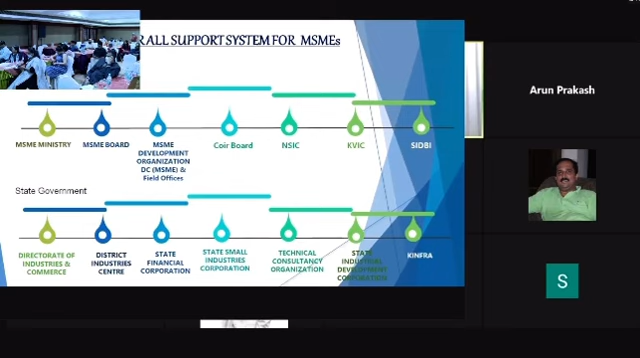 RALL SUPPORT SYSTEM FOR MSMEs
MSME MINISTRY
MSME BOARD
MSME
DEVELOPMENT
ORGANIZATION
DC (MSME) &
Field Offices
Coir Board
NSIC
KVIC
SIDBI
State Government
DIRECTORATE OF
INDUSTRIES &
COMMERCE
DISTRICT
INDUSTRIES
CENTRE
STATE
FINANCIAL
CORPORATION
STATE SMALL
INDUSTRIES
CORPORATION
TECHNICAL
CONSULTANCY
ORGANIZATION
STATE
INDUSTRIAL
DEVELOPMENT
CORPORATION
KINFRA
Arun Prakash
S